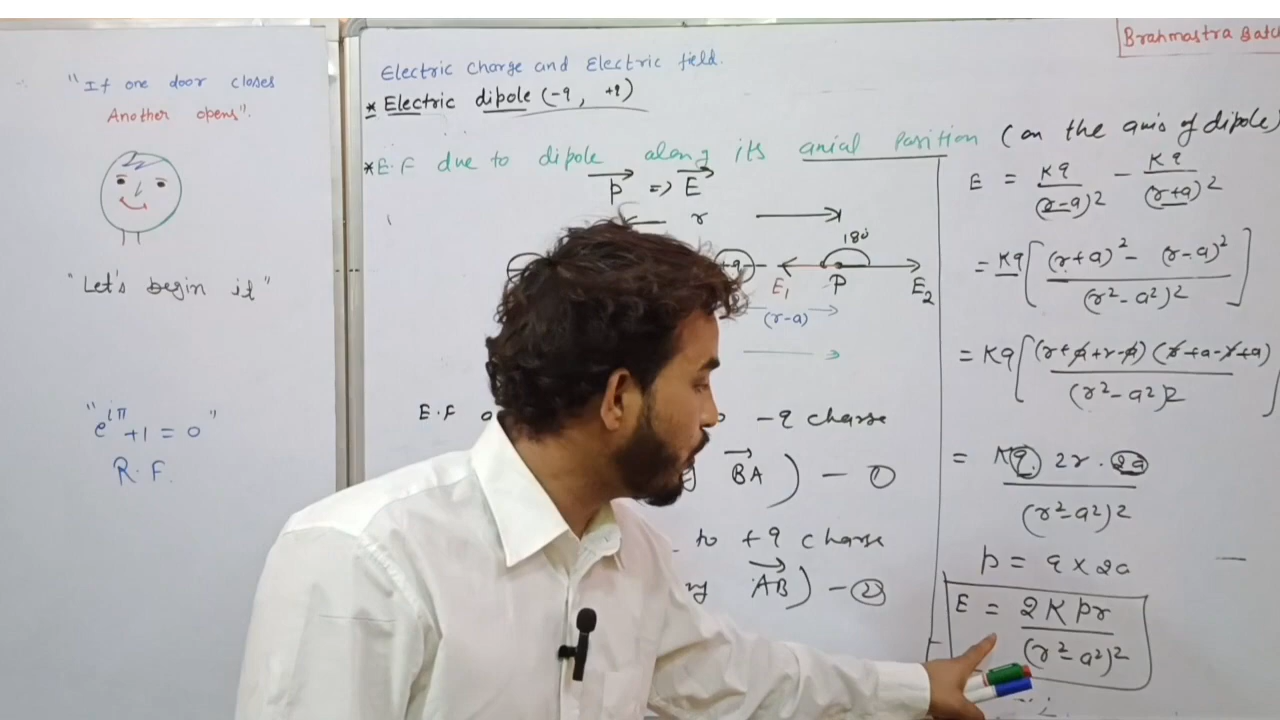 "If one door closes
Another opens".
"Let's begin it"
"e^iπ + 1 = 0"
R.F.
Brahmastra Batc
Electric Charge and Electric field.
* Electric dipole (-q, +q)
* E.F due to dipole along its axial Position (on the axis of dipole)
p⃗ => E⃗
r
+q
180°
E₁ P E₂
(r-a)
E.F
-q charge
BA⃗) - ①
to +q charge
AB⃗) - ②
E = Kq/(r-a)² - Kq/(r+a)²
= Kq[((r+a)² - (r-a)²)/(r²-a²)²]
= Kq[(r+a+r-a)(r+a-r+a)/(r²-a²)²]
= Kq. 2r . 2a/(r²-a²)²
p = q × 2a
E = 2Kpr/(r²-a²)²